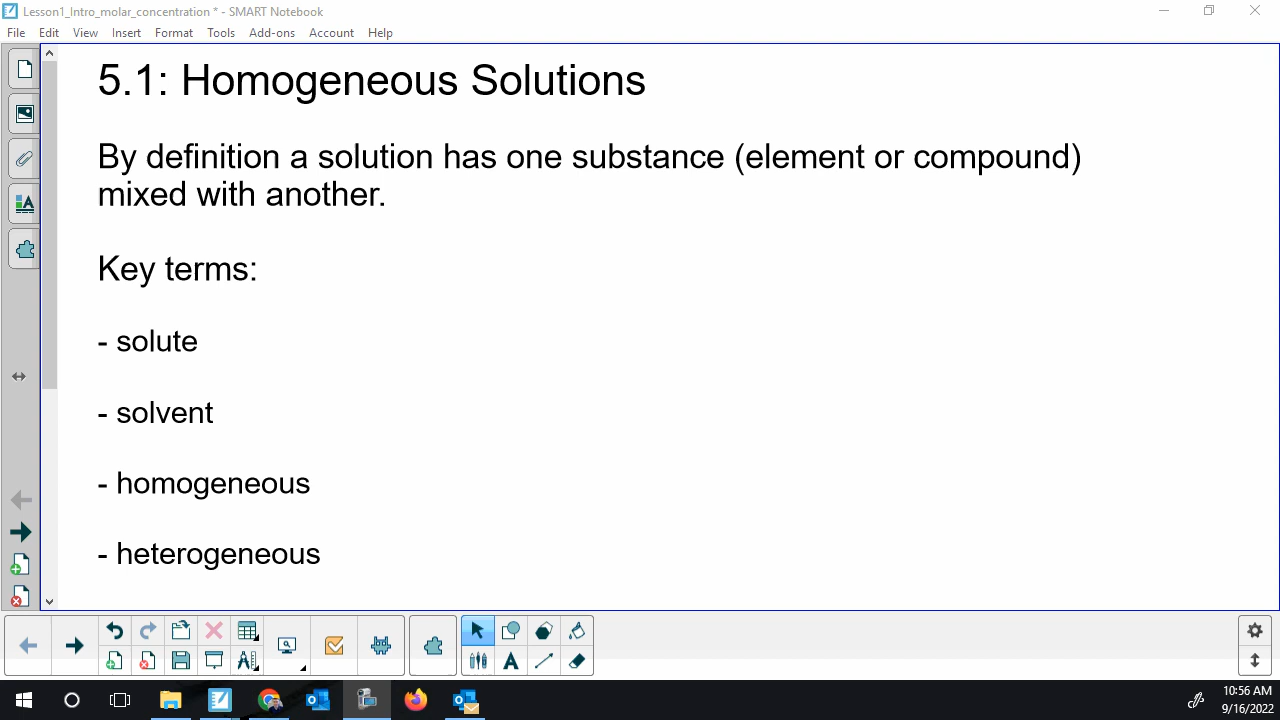 Lesson1_Intro_molar_concentration * - SMART Notebook
File Edit View Insert Format Tools Add-ons Account Help
5.1: Homogeneous Solutions
By definition a solution has one substance (element or compound)
mixed with another.
Key terms:
- solute
- solvent
- homogeneous
- heterogeneous
10:56 AM
9/16/2022